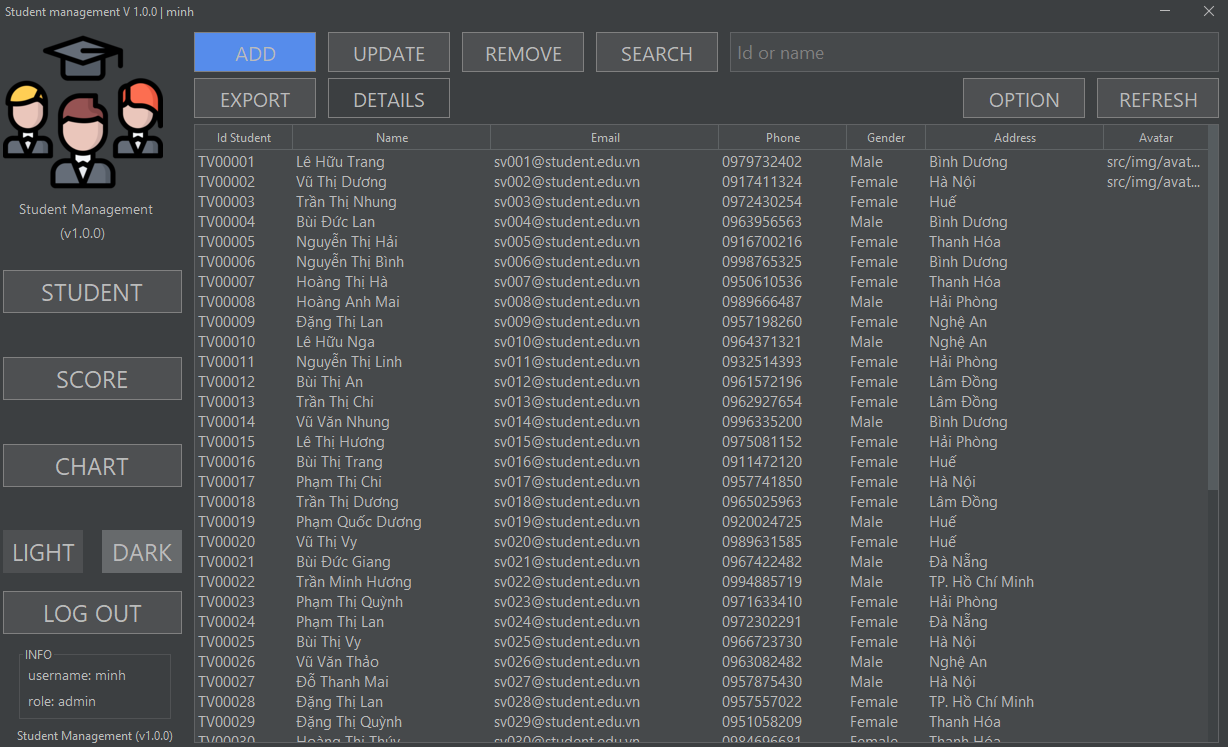 Student management V 1.0.0 | minh
ADD UPDATE REMOVE SEARCH Id or name
EXPORT DETAILS OPTION REFRESH
Student Management
(v1.0.0)
STUDENT
SCORE
CHART
LIGHT DARK
LOG OUT
INFO
username: minh
role: admin
Student Management (v1.0.0)
Id Student Name Email Phone Gender Address Avatar
TV00001 Lê Hữu Trang sv001@student.edu.vn 0979732402 Male Bình Dương src/img/avat...
TV00002 Vũ Thị Dương sv002@student.edu.vn 0917411324 Female Hà Nội src/img/avat...
TV00003 Trần Thị Nhung sv003@student.edu.vn 0972430254 Female Huế
TV00004 Bùi Đức Lan sv004@student.edu.vn 0963956563 Male Bình Dương
TV00005 Nguyễn Thị Hải sv005@student.edu.vn 0916700216 Female Thanh Hóa
TV00006 Nguyễn Thị Bình sv006@student.edu.vn 0998765325 Female Bình Dương
TV00007 Hoàng Thị Hà sv007@student.edu.vn 0950610536 Female Thanh Hóa
TV00008 Hoàng Anh Mai sv008@student.edu.vn 0989666487 Male Hải Phòng
TV00009 Đặng Thị Lan sv009@student.edu.vn 0957198260 Female Nghệ An
TV00010 Lê Hữu Nga sv010@student.edu.vn 0964371321 Male Nghệ An
TV00011 Nguyễn Thị Linh sv011@student.edu.vn 0932514393 Female Hải Phòng
TV00012 Bùi Thị An sv012@student.edu.vn 0961572196 Female Lâm Đồng
TV00013 Trần Thị Chi sv013@student.edu.vn 0962927654 Female Lâm Đồng
TV00014 Vũ Văn Nhung sv014@student.edu.vn 0996335200 Male Bình Dương
TV00015 Lê Thị Hương sv015@student.edu.vn 0975081152 Female Hải Phòng
TV00016 Bùi Thị Trang sv016@student.edu.vn 0911472120 Female Huế
TV00017 Phạm Thị Chi sv017@student.edu.vn 0957741850 Female Hà Nội
TV00018 Trần Thị Dương sv018@student.edu.vn 0965025963 Female Lâm Đồng
TV00019 Phạm Quốc Dương sv019@student.edu.vn 0920024725 Male Huế
TV00020 Vũ Thị Vy sv020@student.edu.vn 0989631585 Female Huế
TV00021 Bùi Đức Giang sv021@student.edu.vn 0967422482 Male Đà Nẵng
TV00022 Trần Minh Hương sv022@student.edu.vn 0994885719 Male TP. Hồ Chí Minh
TV00023 Phạm Thị Quỳnh sv023@student.edu.vn 0971633410 Female Hải Phòng
TV00024 Phạm Thị Lan sv024@student.edu.vn 0972302291 Female Đà Nẵng
TV00025 Bùi Thị Vy sv025@student.edu.vn 0966723730 Female Hà Nội
TV00026 Vũ Văn Thảo sv026@student.edu.vn 0963082482 Male Nghệ An
TV00027 Đỗ Thanh Mai sv027@student.edu.vn 0957875430 Male Hà Nội
TV00028 Đặng Thị Lan sv028@student.edu.vn 0957557022 Female TP. Hồ Chí Minh
TV00029 Đặng Thị Quỳnh sv029@student.edu.vn 0951058209 Female Thanh Hóa
TV00030 Hoàng Thị Thúy sv030@student.edu.vn 0984696681 Female Thanh Hóa